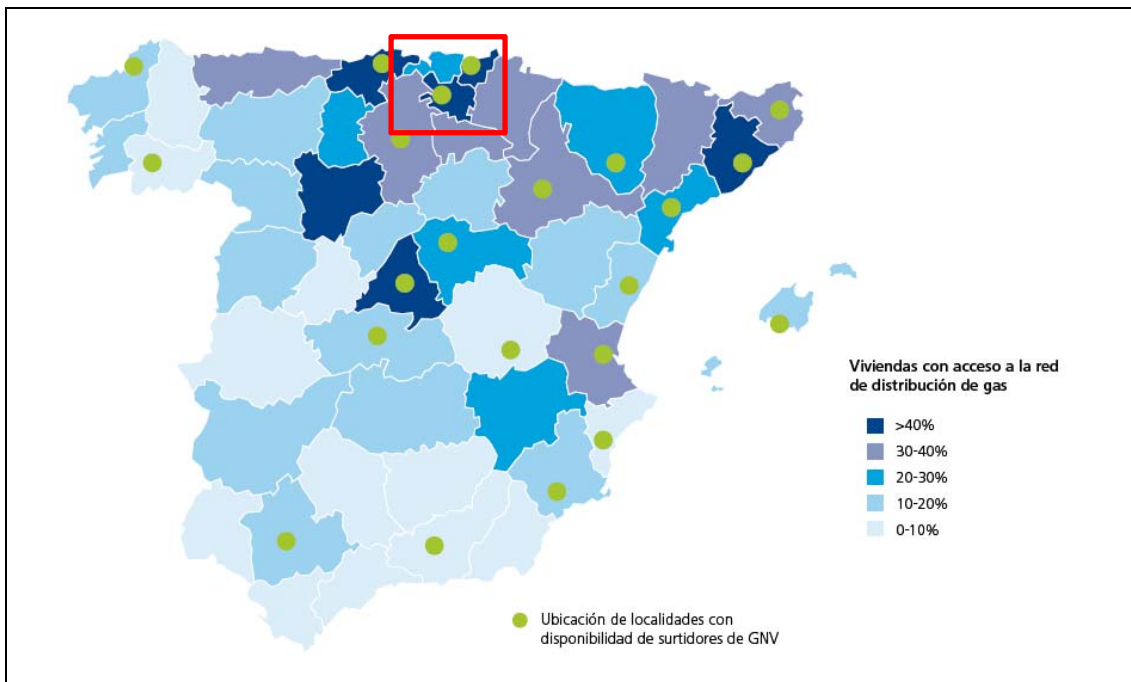 Viviendas con acceso a la red
de distribución de gas
>40%
30-40%
20-30%
10-20%
0-10%
Ubicación de localidades con
disponibilidad de surtidores de GNV